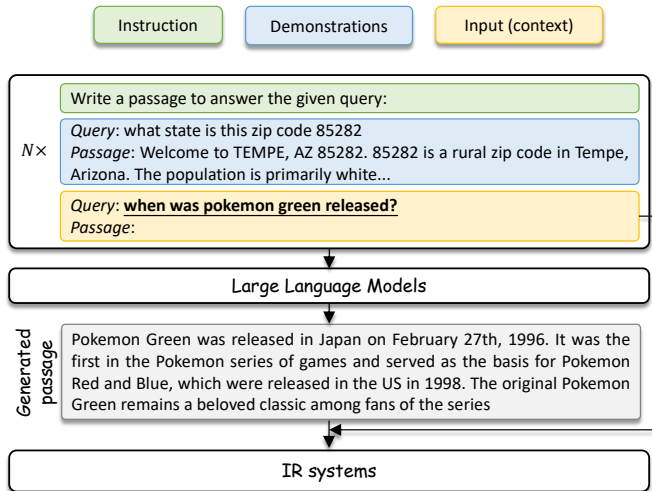 Instruction
Demonstrations
Input (context)
Write a passage to answer the given query:
N×
Query: what state is this zip code 85282
Passage: Welcome to TEMPE, AZ 85282. 85282 is a rural zip code in Tempe,
Arizona. The population is primarily white...
Query: when was pokemon green released?
Passage:
Large Language Models
Generated
passage
Pokemon Green was released in Japan on February 27th, 1996. It was the
first in the Pokemon series of games and served as the basis for Pokemon
Red and Blue, which were released in the US in 1998. The original Pokemon
Green remains a beloved classic among fans of the series
IR systems